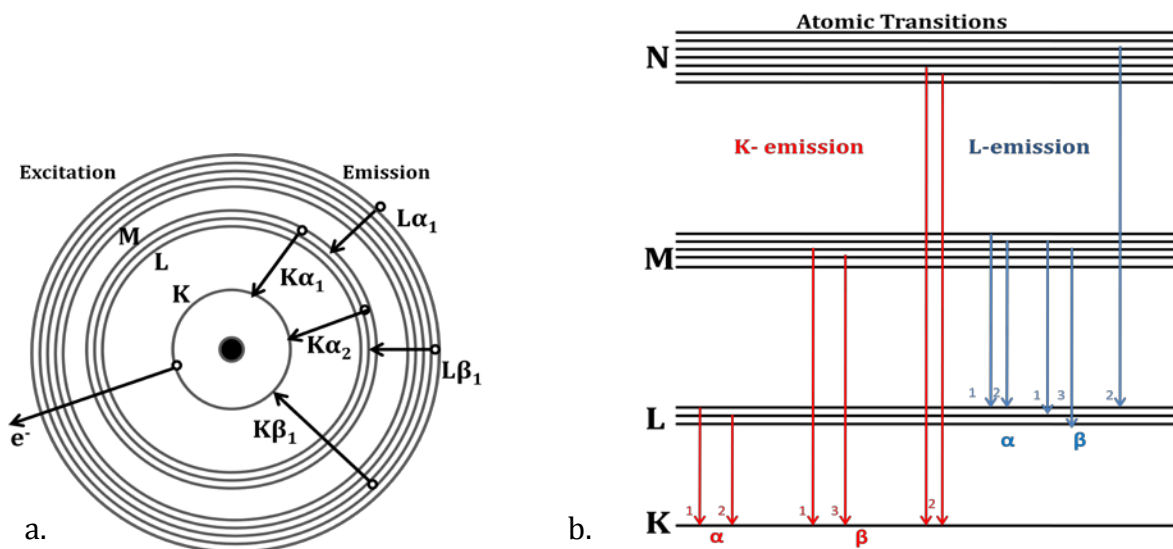 Excitation
Emission
M
L
K
Lα₁
Kα₁
Kα₂
Lβ₁
Kβ₁
e⁻
a.
Atomic Transitions
N
K- emission
L-emission
M
1
2
1
3
2
L
α
β
1
2
1
3
2
K
α
β
b.